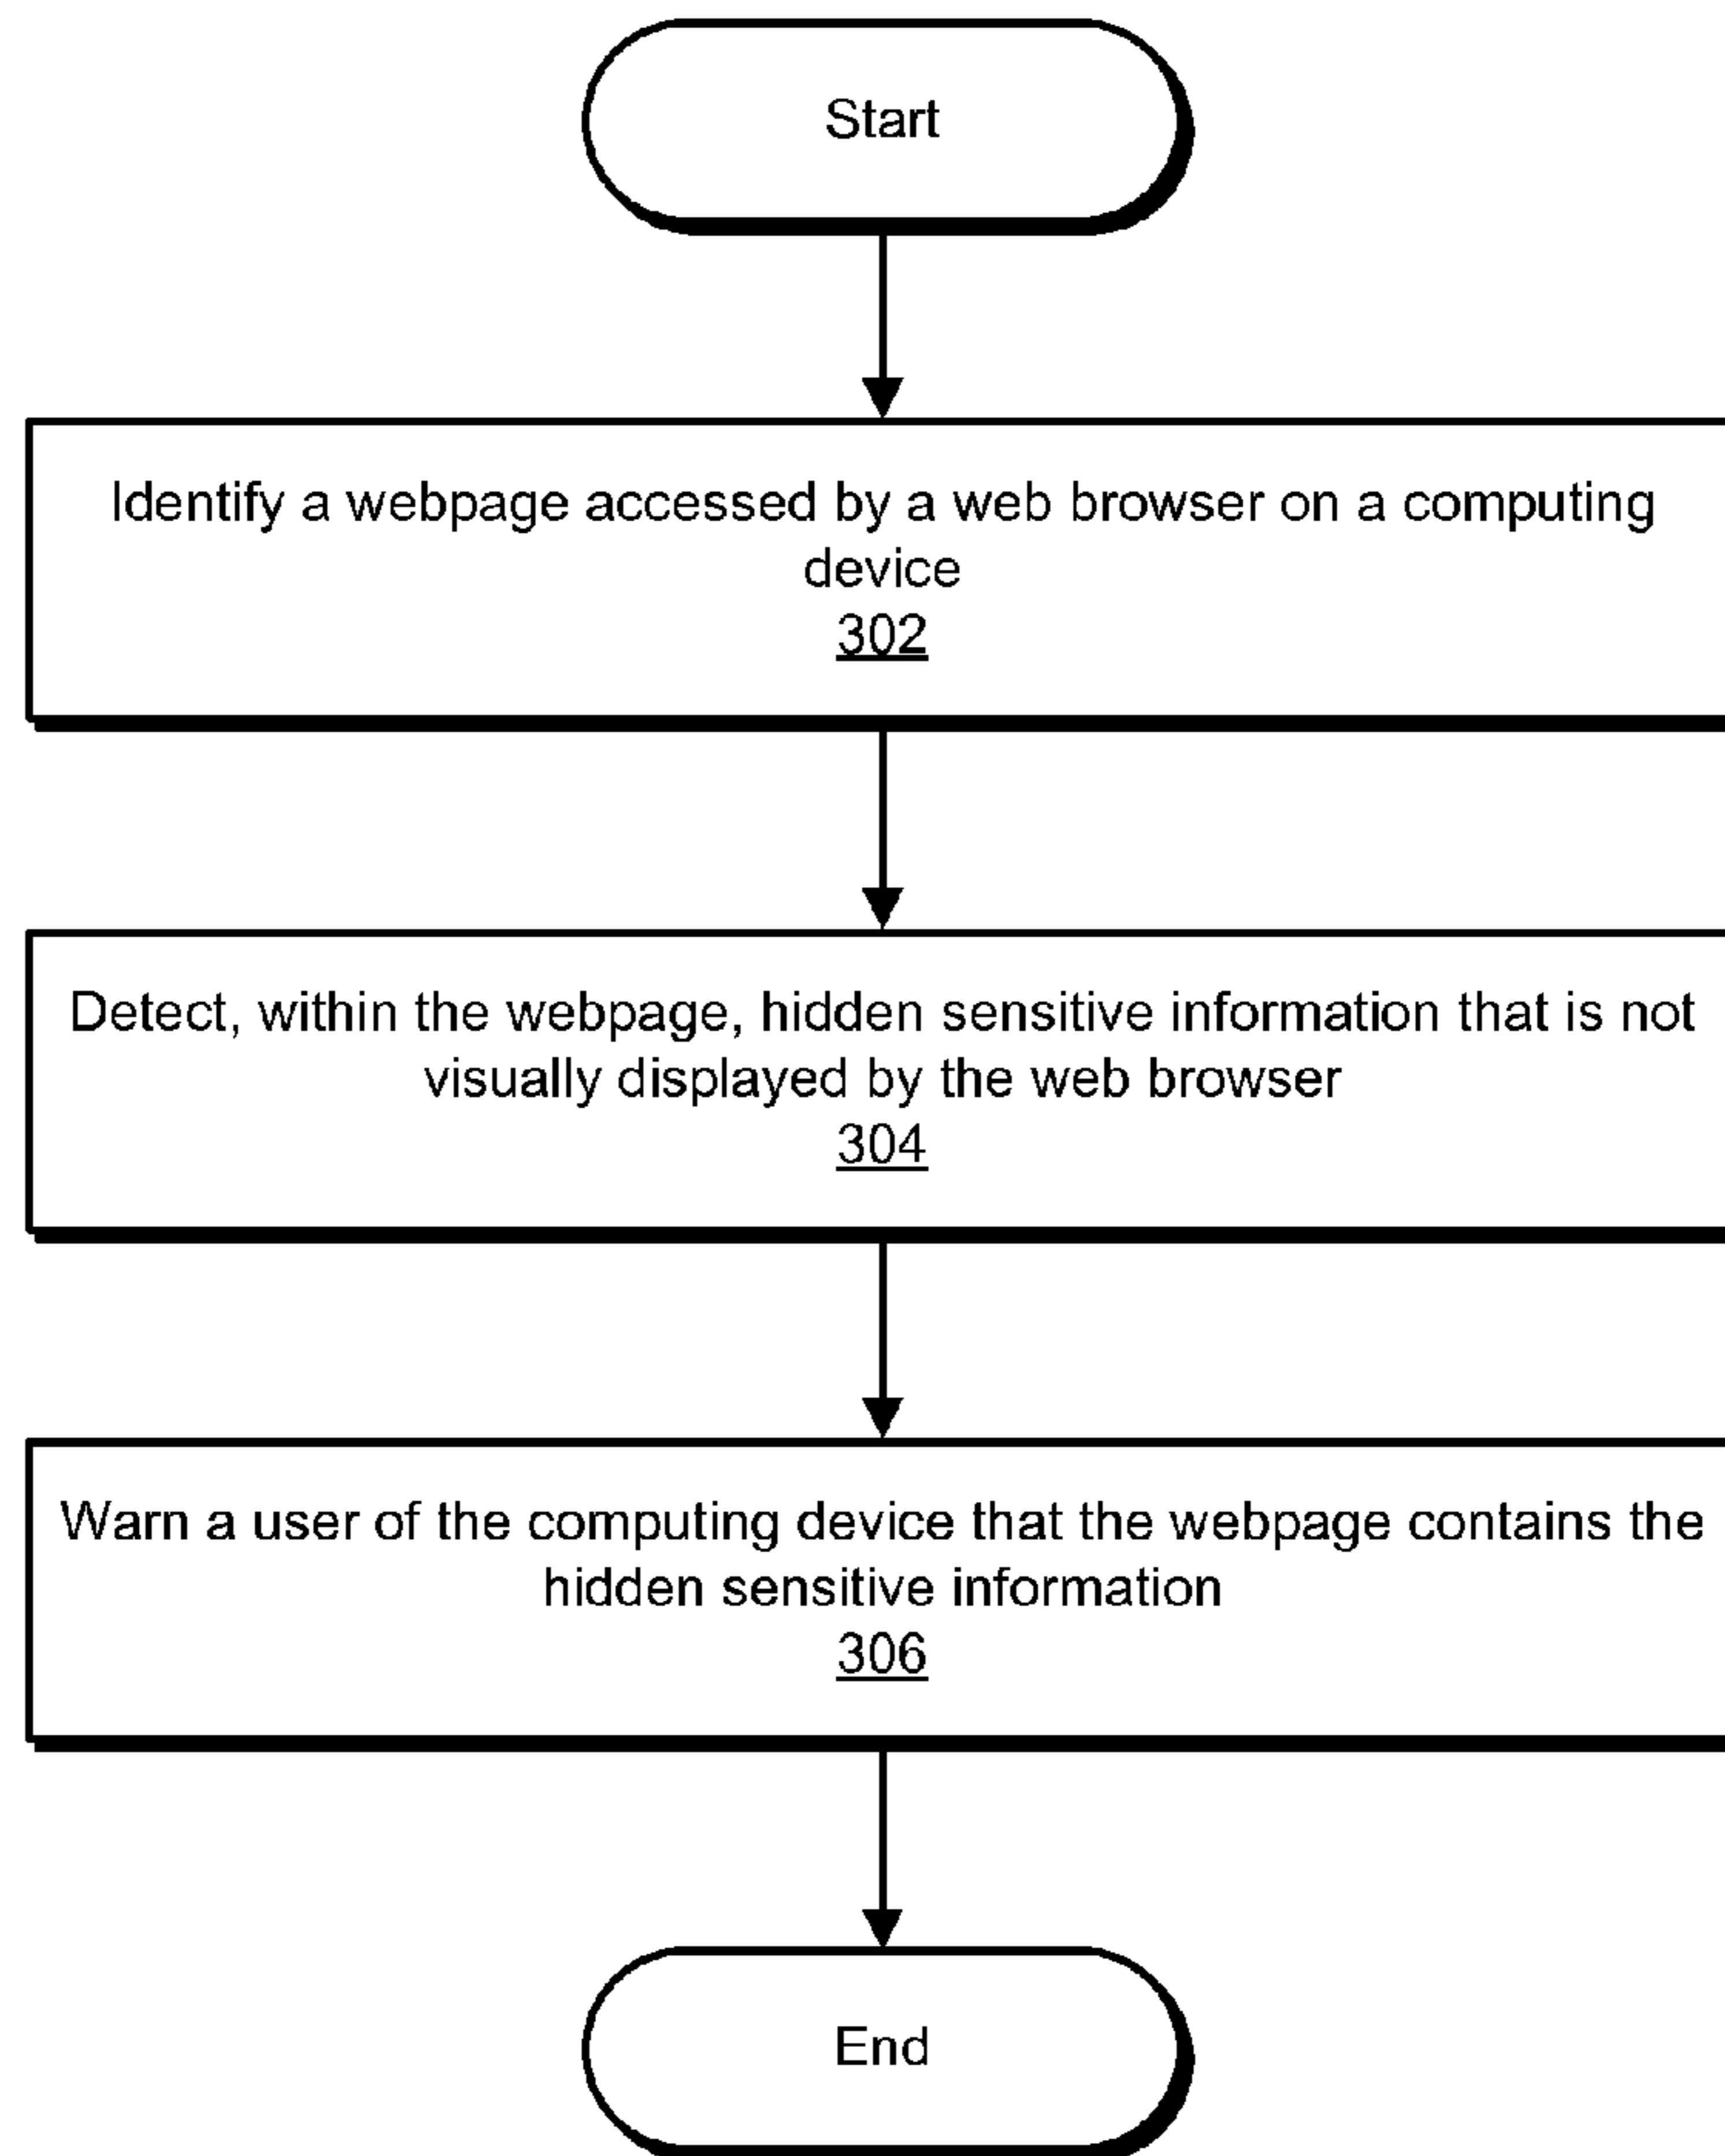 Start
Identify a webpage accessed by a web browser on a computing
device
302
Detect, within the webpage, hidden sensitive information that is not
visually displayed by the web browser
304
Warn a user of the computing device that the webpage contains the
hidden sensitive information
306
End